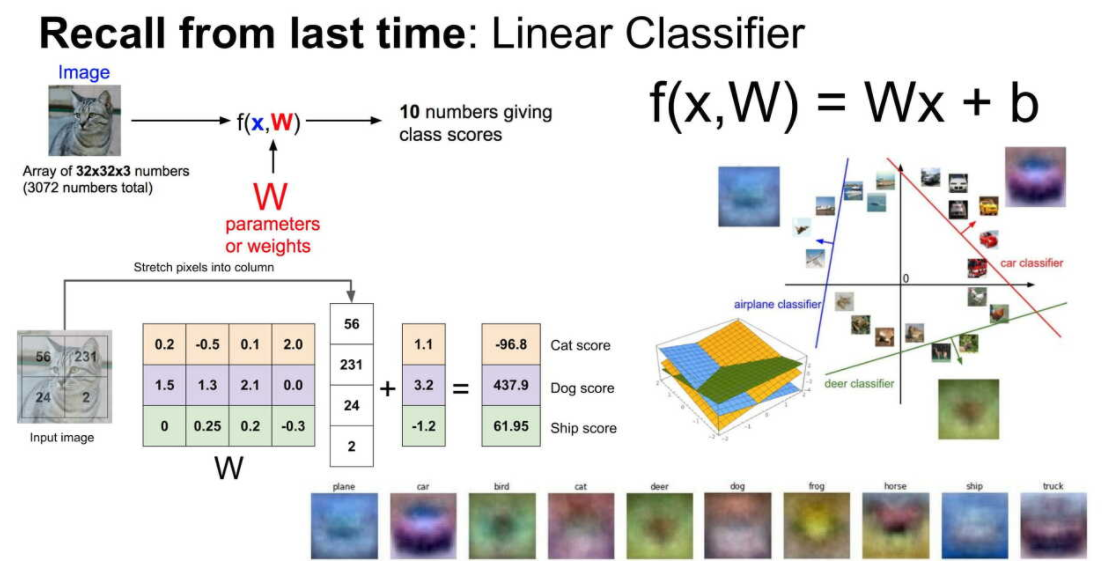 Recall from last time: Linear Classifier
Image
f(x,W)
10 numbers giving
class scores
Array of 32x32x3 numbers
(3072 numbers total)
W
parameters
or weights
f(x,W) = Wx + b
0
car classifier
airplane classifier
deer classifier
Stretch pixels into column
56 231
24 2
Input image
0.2 -0.5 0.1 2.0
1.5 1.3 2.1 0.0
0 0.25 0.2 -0.3
W
56
231
24
2
+
1.1
3.2
-1.2
=
-96.8 Cat score
437.9 Dog score
61.95 Ship score
plane car bird cat deer dog frog horse ship truck